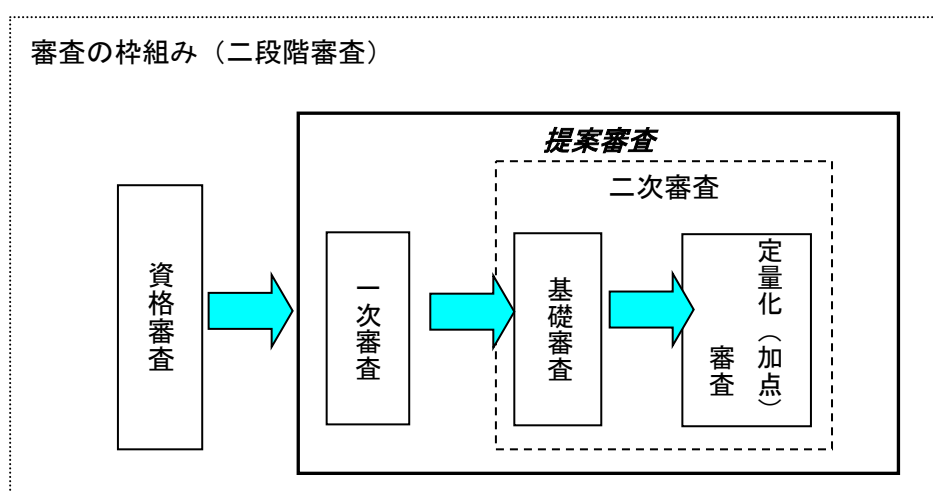 審査の枠組み（二段階審査）
提案審査
二次審査
資格審査
一次審査
基礎審査
定量化（加点）
審査